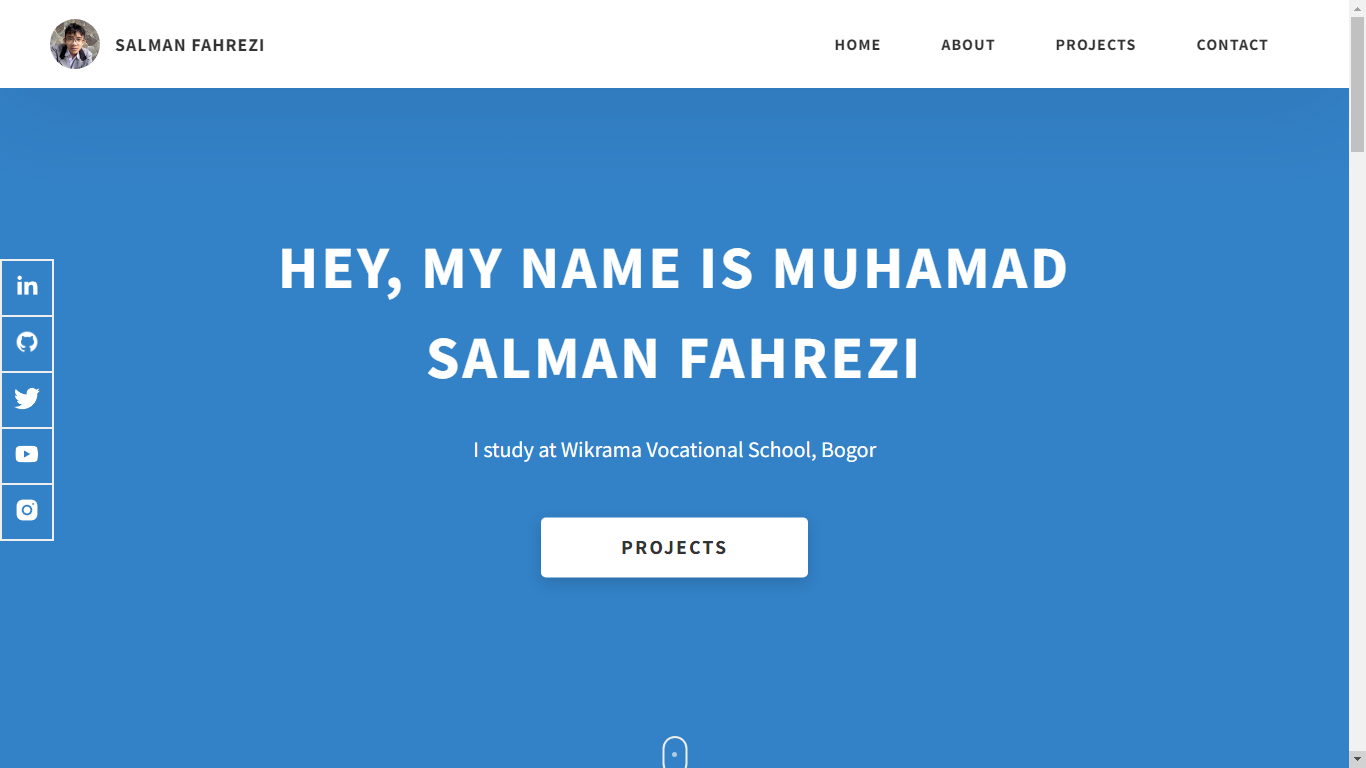 SALMAN FAHREZI
HOME
ABOUT
PROJECTS
CONTACT
HEY, MY NAME IS MUHAMAD
SALMAN FAHREZI
I study at Wikrama Vocational School, Bogor
PROJECTS